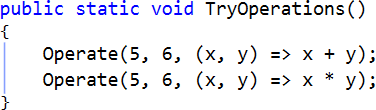 public static void TryOperations()
{
    Operate(5, 6, (x, y) => x + y);
    Operate(5, 6, (x, y) => x * y);
}